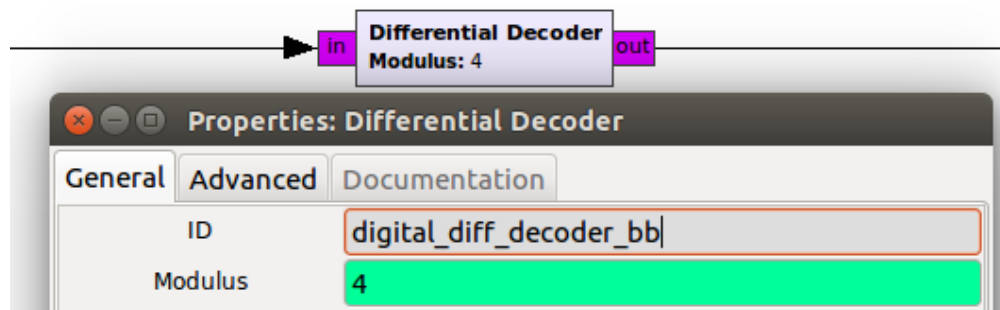 in
Differential Decoder
Modulus: 4
out
Properties: Differential Decoder
General Advanced Documentation
ID digital_diff_decoder_bb
Modulus 4